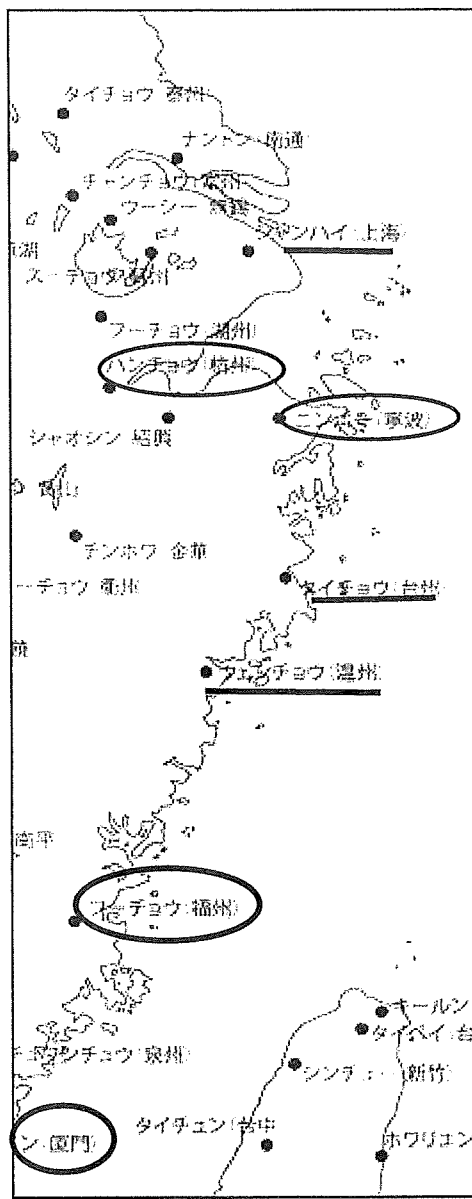 タイチョウ 泰州
ナントン 南通
チャンチョウ 常州
ウーシー 無錫
シャンハイ(上海)
スーチョウ 蘇州
フーチョウ(湖州)
ハンチョウ(杭州)
(寧波)
シャオシン 紹興
チンホワ 金華
タイチョウ(台州)
ーチョウ 衢州
ウェンチョウ(温州)
南平
フーチョウ(福州)
キールン
タイペイ(台
チュワンチョウ(泉州)
シンチュー(新竹)
タイチュン(台中
ン(厦門)
ホワリエン